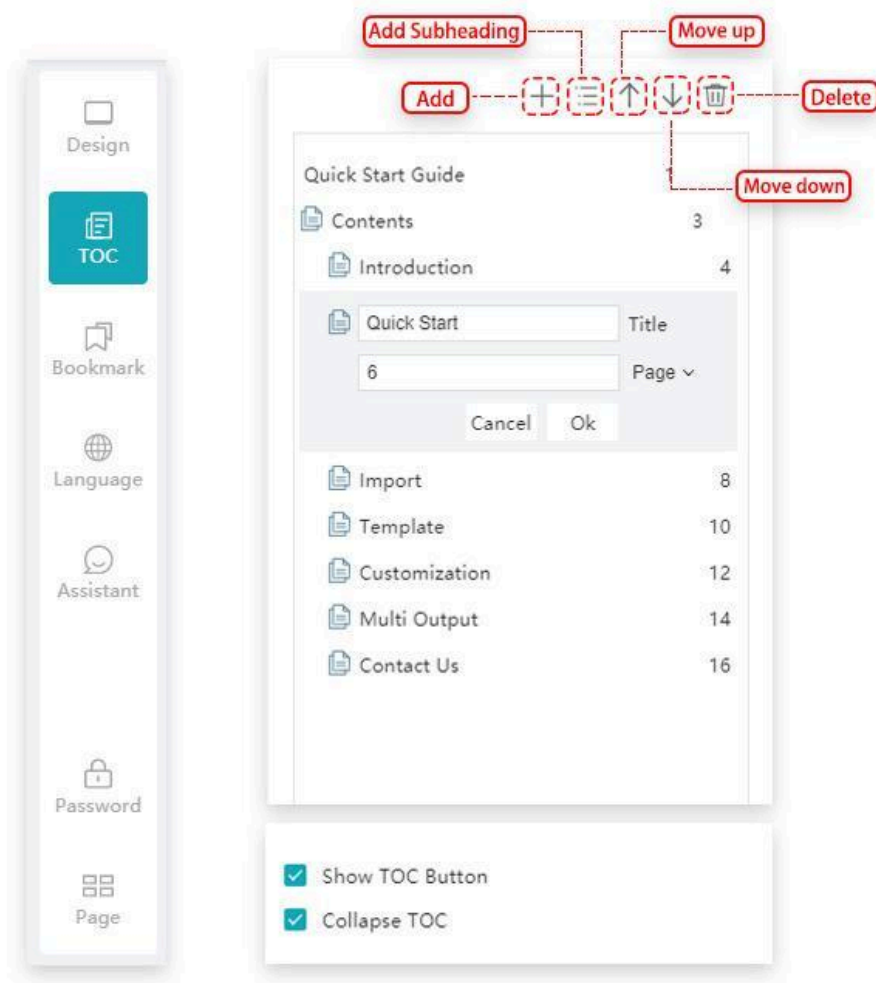 Add Subheading
Move up
Add
Delete
Move down
Design
TOC
Bookmark
Language
Assistant
Password
Page
Quick Start Guide
Contents 3
Introduction 4
Quick Start Title
6 Page
Cancel Ok
Import 8
Template 10
Customization 12
Multi Output 14
Contact Us 16
Show TOC Button
Collapse TOC